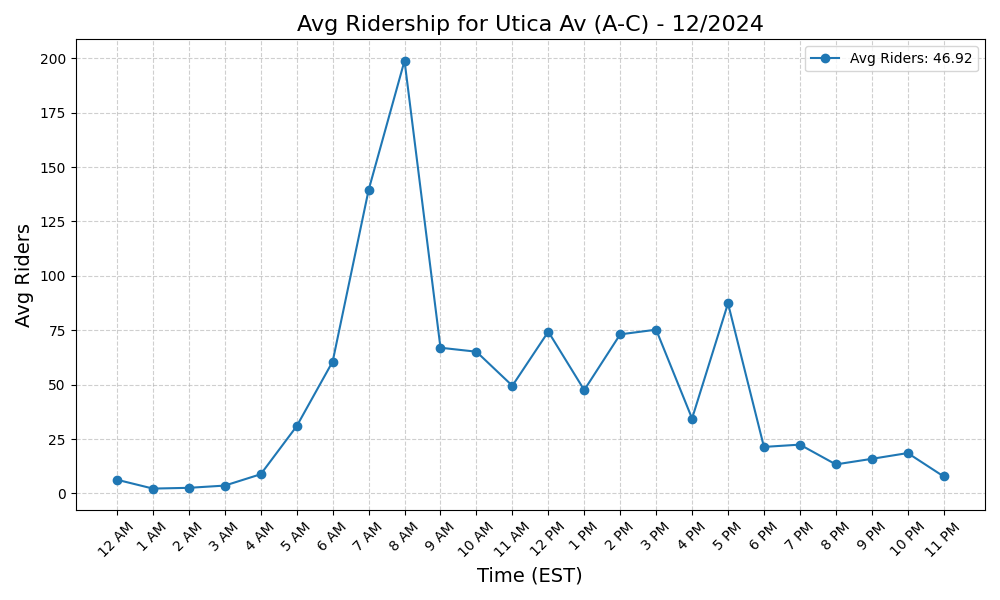 Avg Ridership for Utica Av (A-C) - 12/2024
Avg Riders: 46.92
Avg Riders
200
175
150
125
100
75
50
25
0
12 AM
1 AM
2 AM
3 AM
4 AM
5 AM
6 AM
7 AM
8 AM
9 AM
10 AM
11 AM
12 PM
1 PM
2 PM
3 PM
4 PM
5 PM
6 PM
7 PM
8 PM
9 PM
10 PM
11 PM
Time (EST)